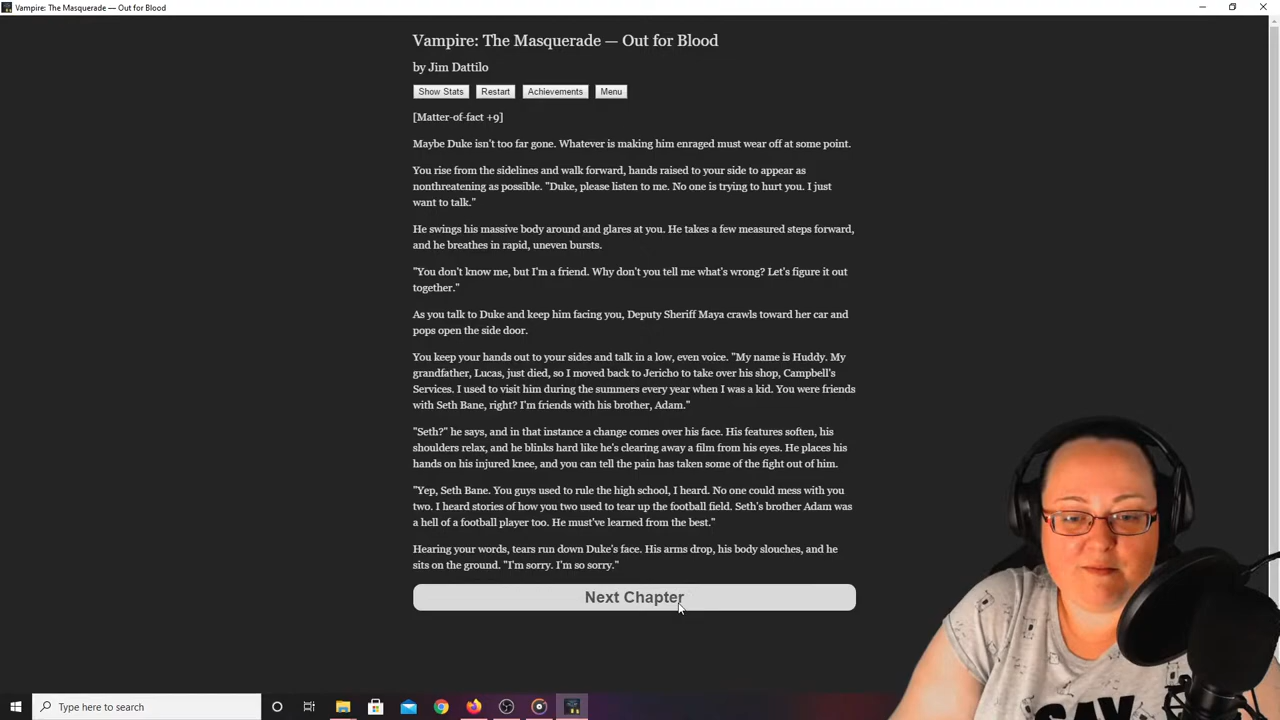 Vampire: The Masquerade — Out for Blood
Vampire: The Masquerade — Out for Blood
by Jim Dattilo
Show Stats Restart Achievements Menu
[Matter-of-fact +9]
Maybe Duke isn't too far gone. Whatever is making him enraged must wear off at some point.
You rise from the sidelines and walk forward, hands raised to your side to appear as
nonthreatening as possible. "Duke, please listen to me. No one is trying to hurt you. I just
want to talk."
He swings his massive body around and glares at you. He takes a few measured steps forward,
and he breathes in rapid, uneven bursts.
"You don't know me, but I'm a friend. Why don't you tell me what's wrong? Let's figure it out
together."
As you talk to Duke and keep him facing you, Deputy Sheriff Maya crawls toward her car and
pops open the side door.
You keep your hands out to your sides and talk in a low, even voice. "My name is Huddy. My
grandfather, Lucas, just died, so I moved back to Jericho to take over his shop, Campbell's
Services. I used to visit him during the summers every year when I was a kid. You were friends
with Seth Bane, right? I'm friends with his brother, Adam."
"Seth?" he says, and in that instance a change comes over his face. His features soften, his
shoulders relax, and he blinks hard like he's clearing away a film from his eyes. He places his
hands on his injured knee, and you can tell the pain has taken some of the fight out of him.
"Yep, Seth Bane. You guys used to rule the high school, I heard. No one could mess with you
two. I heard stories of how you two used to tear up the football field. Seth's brother Adam was
a hell of a football player too. He must've learned from the best."
Hearing your words, tears run down Duke's face. His arms drop, his body slouches, and he
sits on the ground. "I'm sorry. I'm so sorry."
Next Chapter
SAY
Type here to search